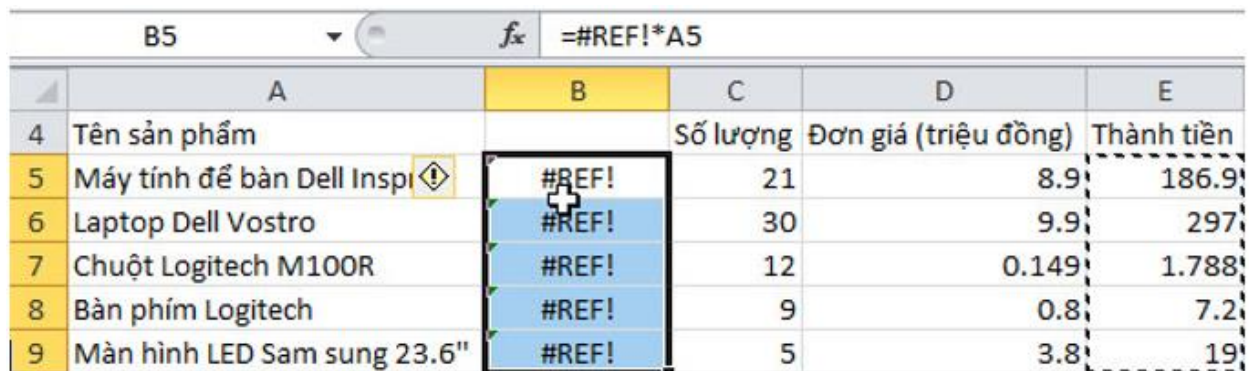 B5 fx =#REF!*A5
A B C D E
4 Tên sản phẩm Số lượng Đơn giá (triệu đồng) Thành tiền
5 Máy tính để bàn Dell Inspi #REF! 21 8.9 186.9
6 Laptop Dell Vostro #REF! 30 9.9 297
7 Chuột Logitech M100R #REF! 12 0.149 1.788
8 Bàn phím Logitech #REF! 9 0.8 7.2
9 Màn hình LED Sam sung 23.6" #REF! 5 3.8 19